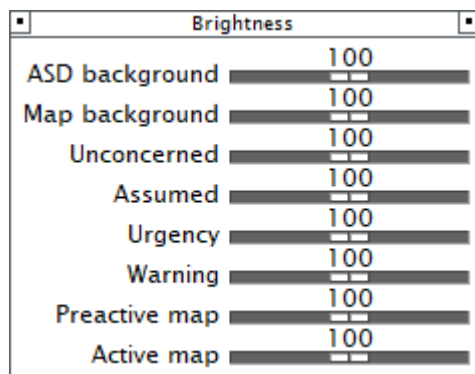 Brightness
100
ASD background
100
Map background
100
Unconcerned
100
Assumed
100
Urgency
100
Warning
100
Preactive map
100
Active map